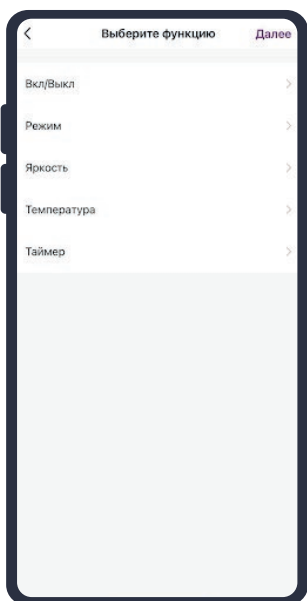 Выберите функцию Далее
Вкл/Выкл
Режим
Яркость
Температура
Таймер